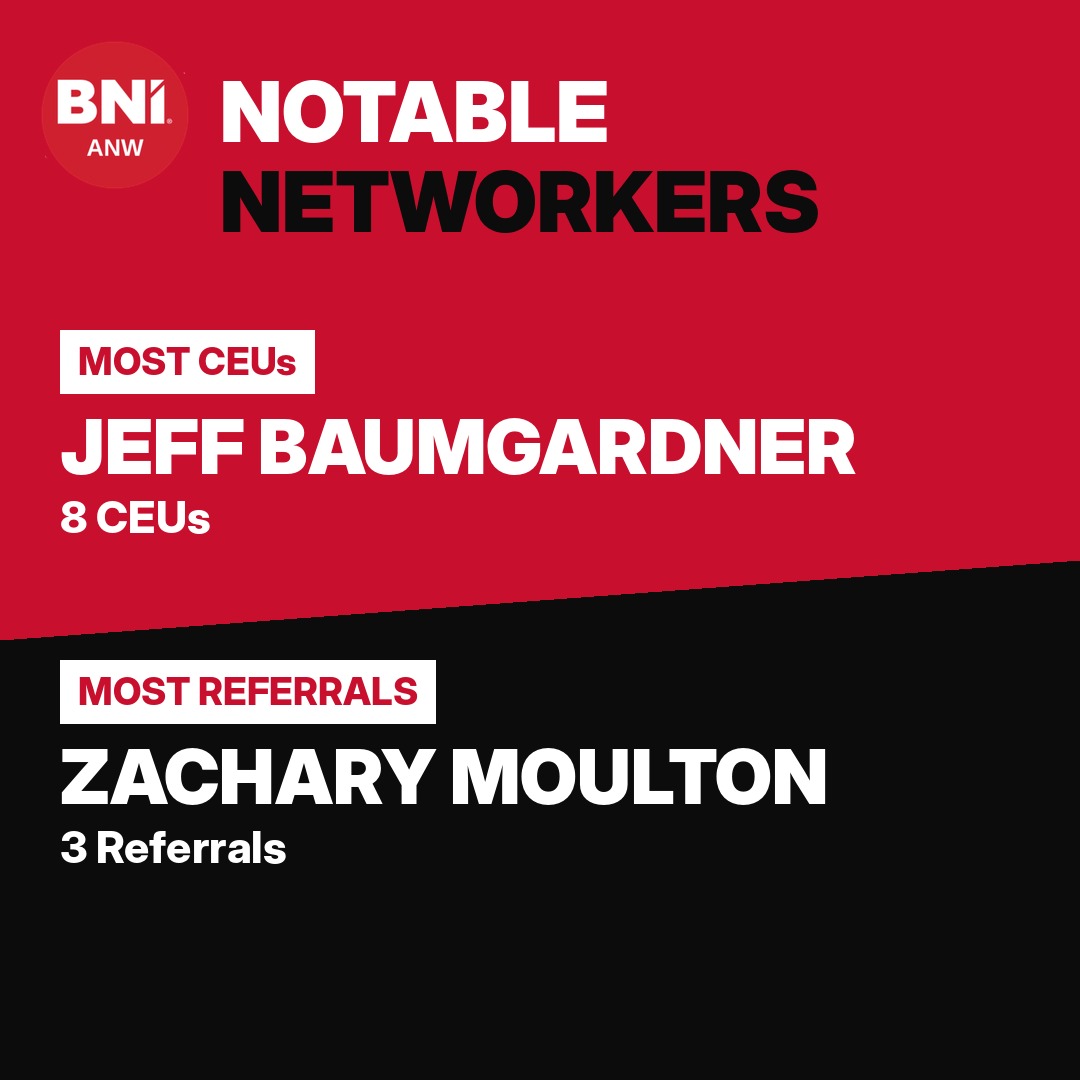 BNI®
ANW
NOTABLE
NETWORKERS
MOST CEUs
JEFF BAUMGARDNER
8 CEUs
MOST REFERRALS
ZACHARY MOULTON
3 Referrals